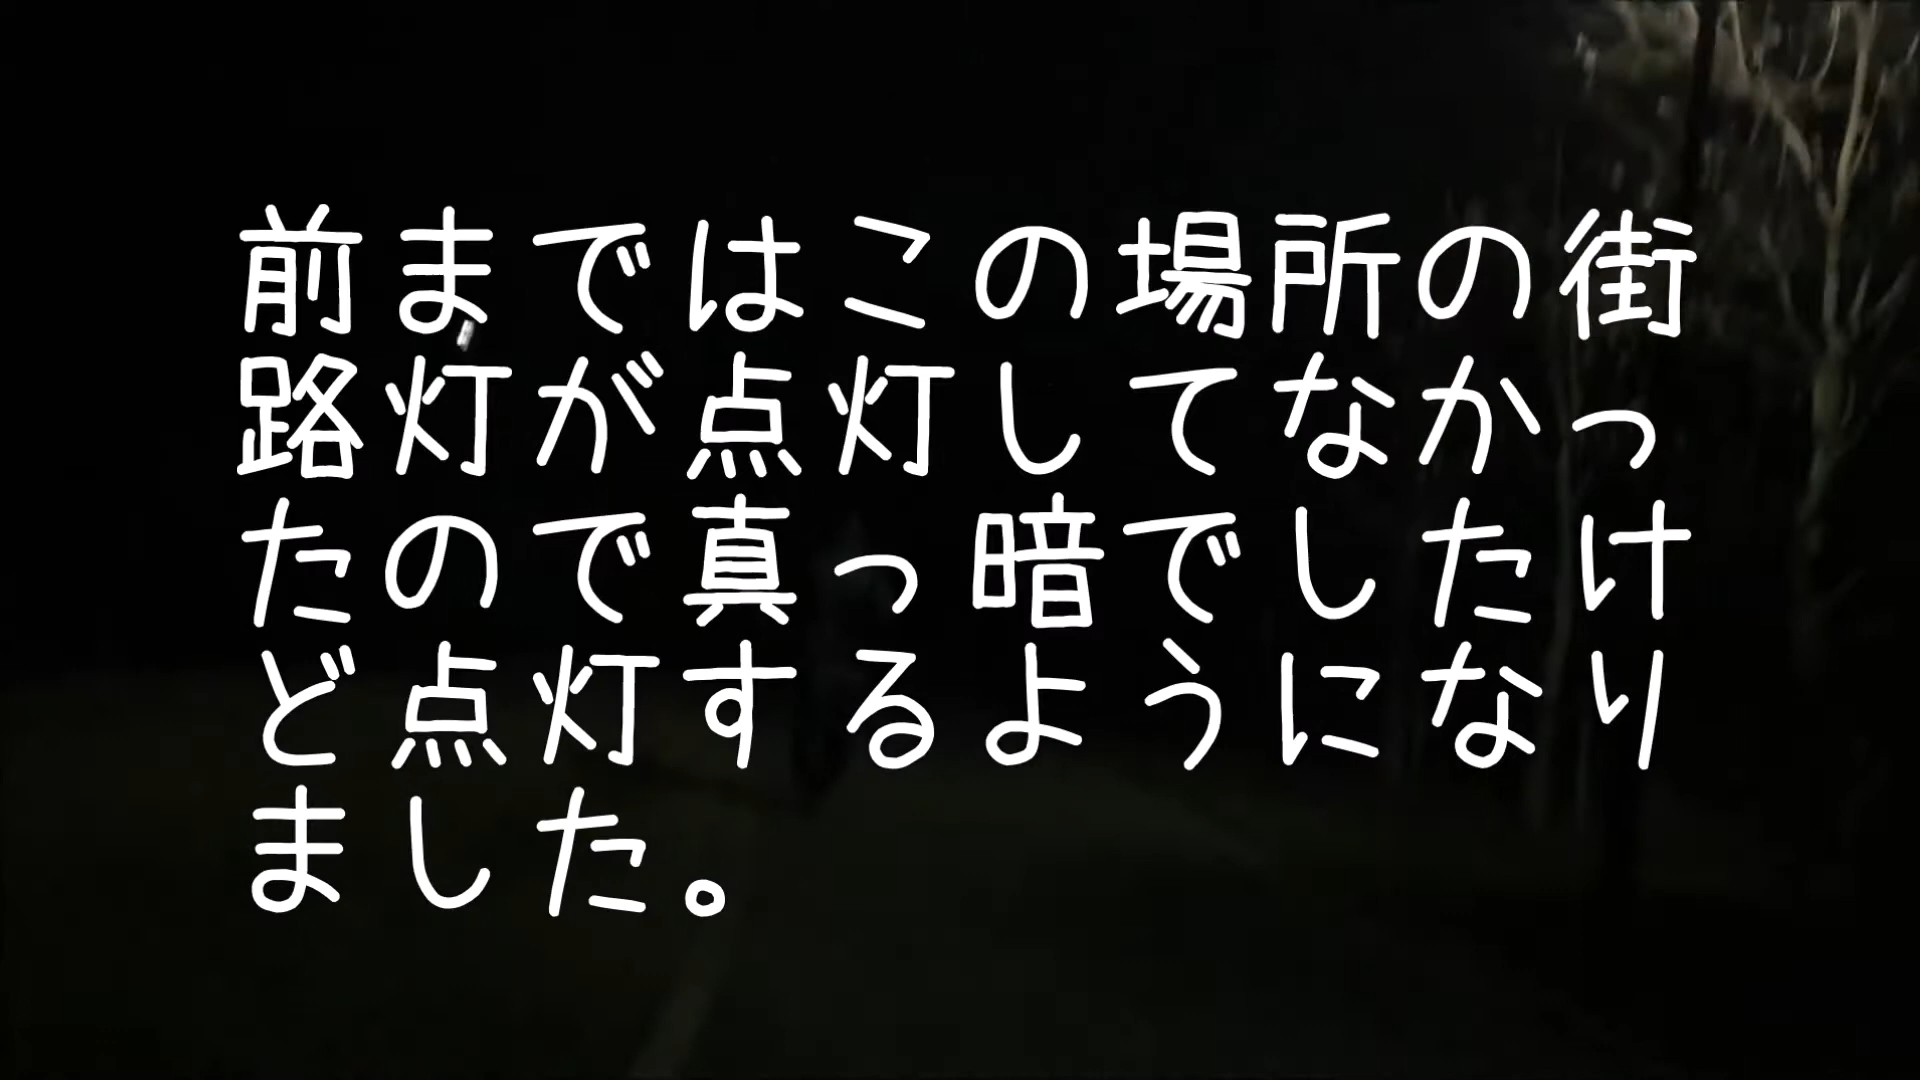 前まではこの場所の街
路灯が点灯してなかっ
たので真っ暗でしたけ
ど点灯するようになり
ました。